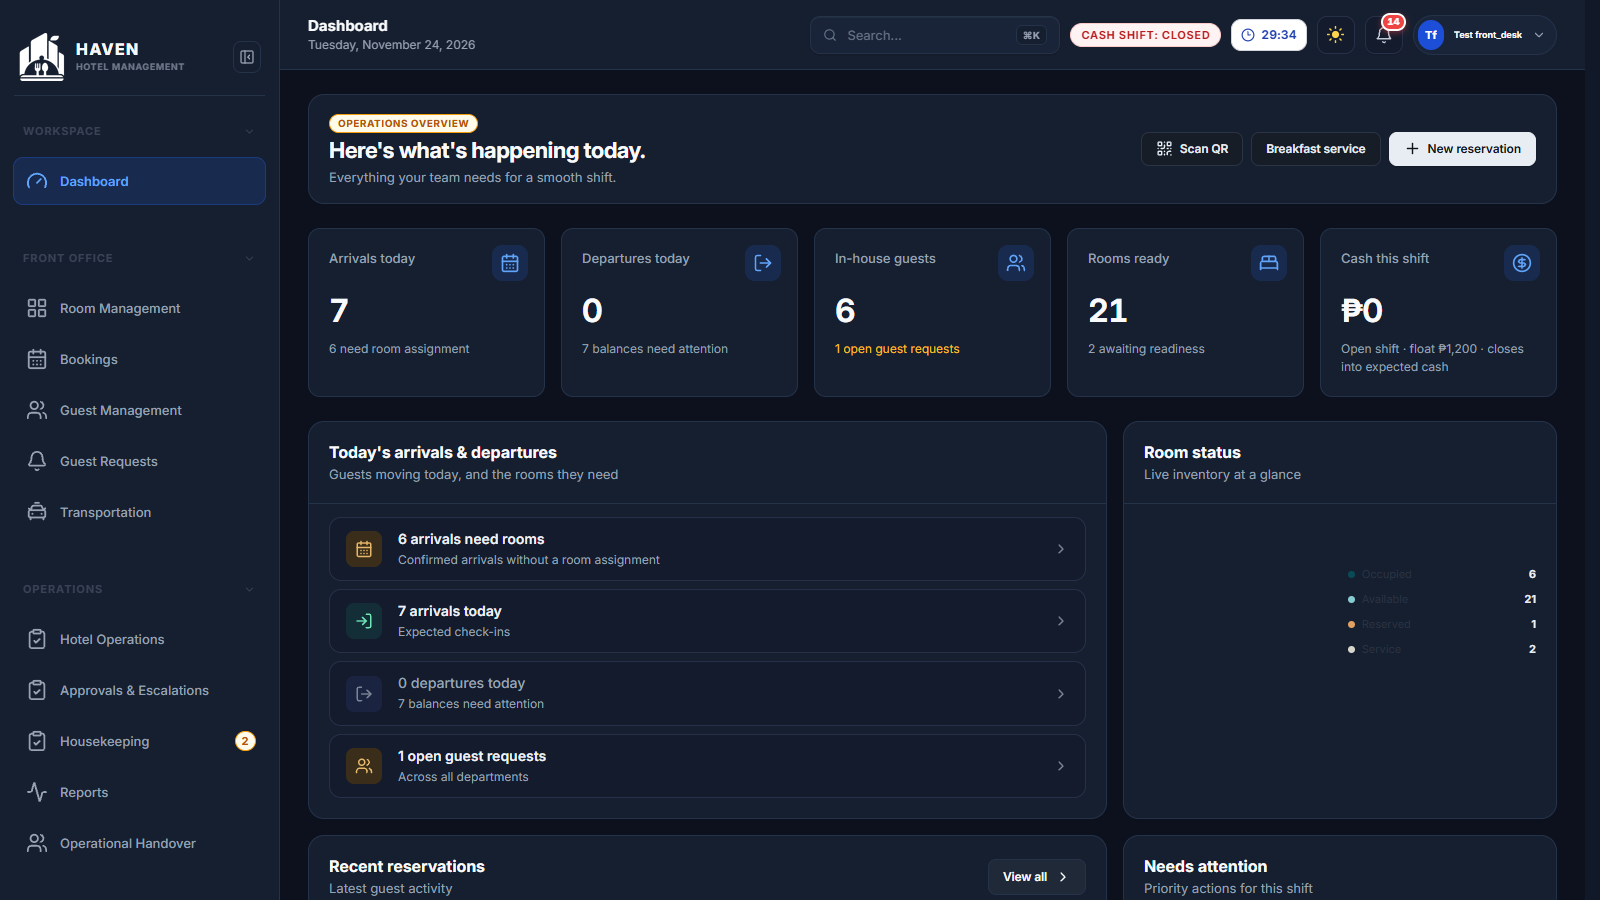 HAVEN
HOTEL MANAGEMENT
WORKSPACE
Dashboard
FRONT OFFICE
Room Management
Bookings
Guest Management
Guest Requests
Transportation
OPERATIONS
Hotel Operations
Approvals & Escalations
Housekeeping 2
Reports
Operational Handover
Dashboard
Tuesday, November 24, 2026
Search... ⌘K
CASH SHIFT: CLOSED
29:34
14
Tf Test front_desk
OPERATIONS OVERVIEW
Here's what's happening today.
Everything your team needs for a smooth shift.
Scan QR
Breakfast service
New reservation
Arrivals today
7
6 need room assignment
Departures today
0
7 balances need attention
In-house guests
6
1 open guest requests
Rooms ready
21
2 awaiting readiness
Cash this shift
₱0
Open shift · float ₱1,200 · closes
into expected cash
Today's arrivals & departures
Guests moving today, and the rooms they need
6 arrivals need rooms
Confirmed arrivals without a room assignment
7 arrivals today
Expected check-ins
0 departures today
7 balances need attention
1 open guest requests
Across all departments
Room status
Live inventory at a glance
Occupied 6
Available 21
Reserved 1
Service 2
Recent reservations
Latest guest activity
View all
Needs attention
Priority actions for this shift